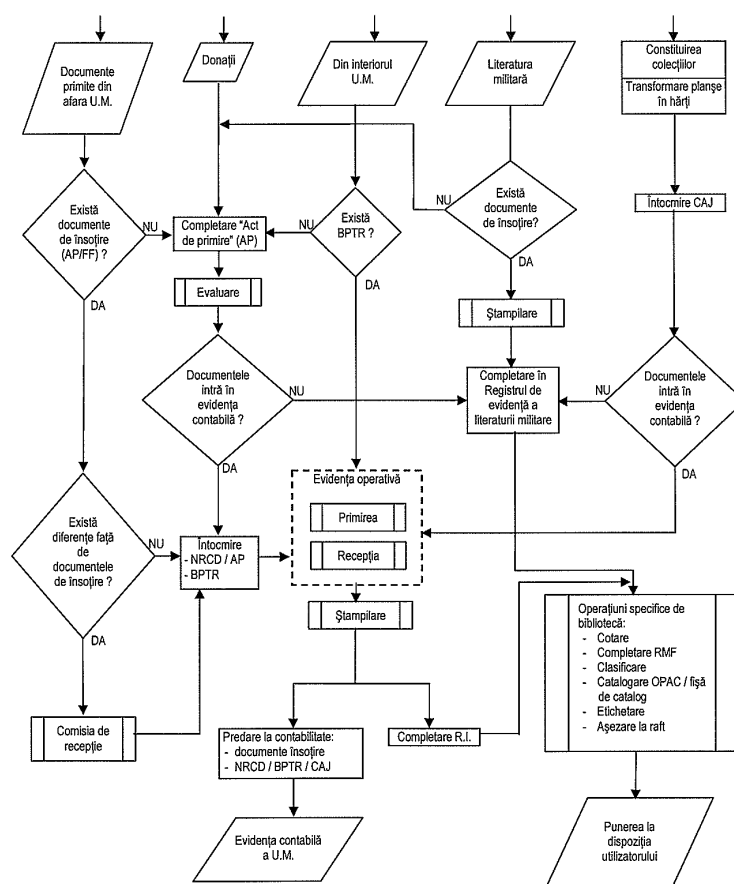 Documente
primite din
afara U.M.
Donații
Din interiorul
U.M.
Literatura
militară
Constituirea
colecțiilor
Transformare planșe
în hărți
Există
documente
de însoțire
(AP/FF) ?
NU
DA
Completare "Act
de primire" (AP)
Există
BPTR ?
NU
DA
Există
documente
de însoțire?
NU
DA
Întocmire CAJ
Evaluare
Ștampilare
Documentele
intră în
evidența
contabilă ?
NU
DA
Completare în
Registrul de
evidență a
literaturii militare
Documentele
intră în
evidența
contabilă ?
NU
DA
Există
diferențe față
de
documentele
de însoțire ?
NU
DA
Întocmire
- NRCD / AP
- BPTR
Evidența operativă
Primirea
Recepția
Ștampilare
Comisia de
recepție
Predare la contabilitate:
- documente însoțire
- NRCD / BPTR / CAJ
Completare R.I.
Operațiuni specifice de
bibliotecă:
- Cotare
- Completare RMF
- Clasificare
- Catalogare OPAC / fișă
de catalog
- Etichetare
- Așezare la raft
Evidența contabilă
a U.M.
Punerea la
dispoziția
utilizatorului